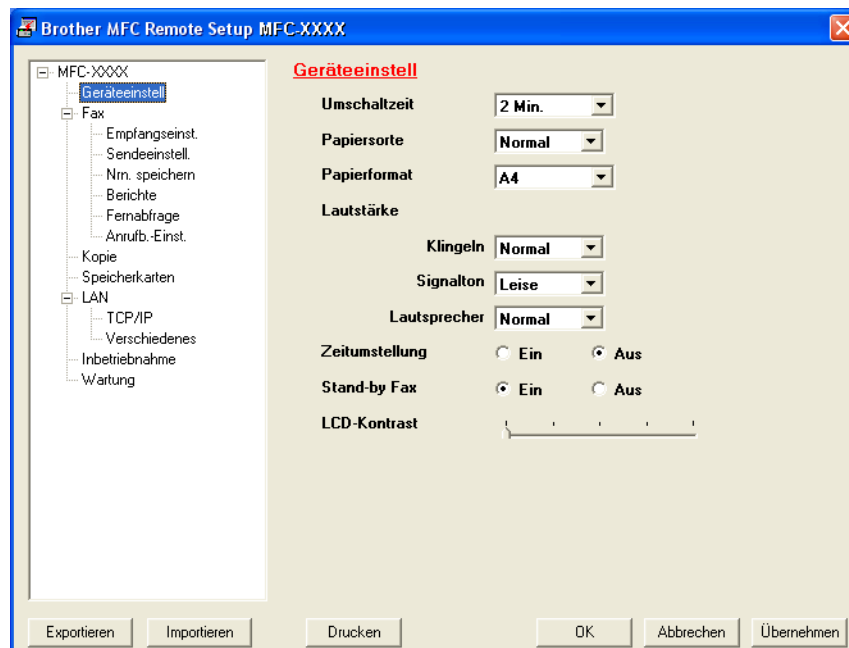 Brother MFC Remote Setup MFC-XXXX
MFC-XXXX
Geräteeinstell
Fax
Empfangseinst.
Sendeeinstell.
Nrn. speichern
Berichte
Fernabfrage
Anrufb.-Einst.
Kopie
Speicherkarten
LAN
TCP/IP
Verschiedenes
Inbetriebnahme
Wartung
Geräteeinstell
Umschaltzeit 2 Min.
Papiersorte Normal
Papierformat A4
Lautstärke
Klingeln Normal
Signalton Leise
Lautsprecher Normal
Zeitumstellung Ein Aus
Stand-by Fax Ein Aus
LCD-Kontrast
Exportieren Importieren Drucken OK Abbrechen Übernehmen